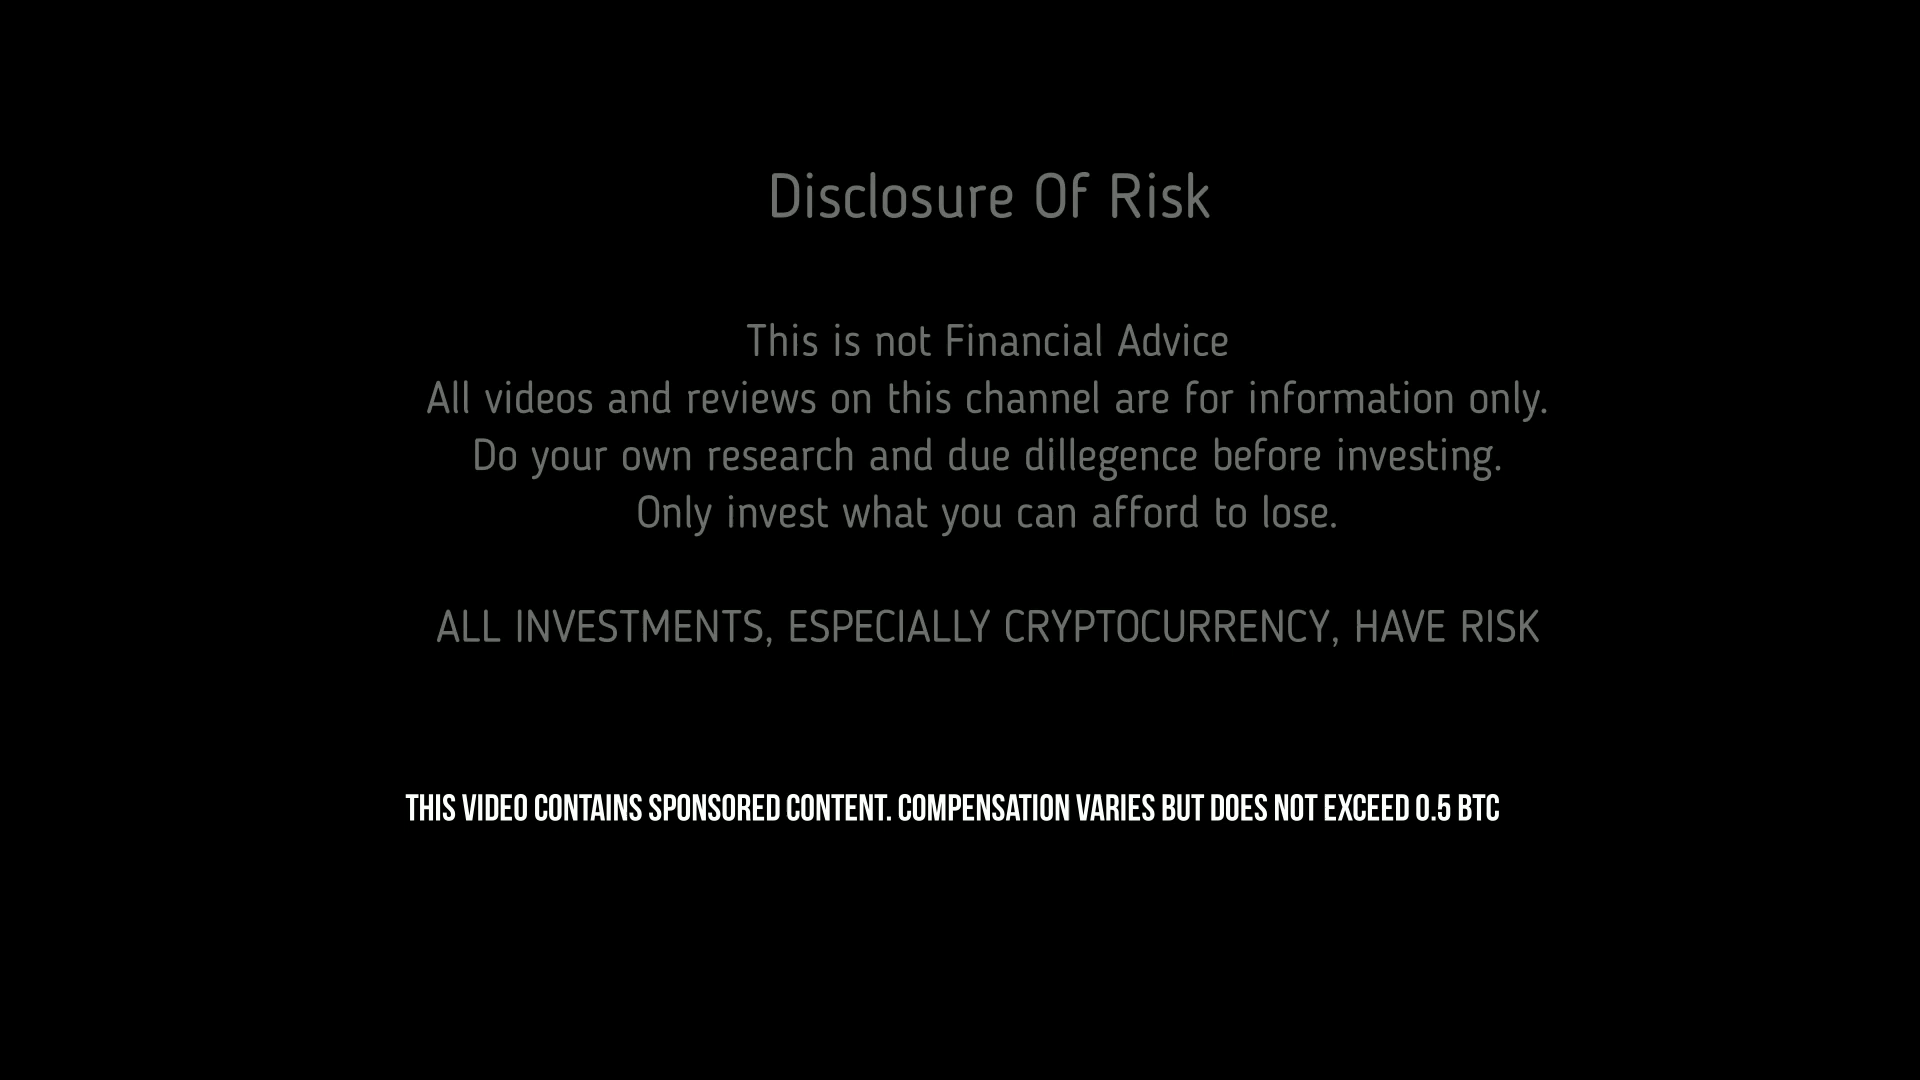 Disclosure Of Risk
This is not Financial Advice
All videos and reviews on this channel are for information only.
Do your own research and due dillegence before investing.
Only invest what you can afford to lose.
ALL INVESTMENTS, ESPECIALLY CRYPTOCURRENCY, HAVE RISK
THIS VIDEO CONTAINS SPONSORED CONTENT. COMPENSATION VARIES BUT DOES NOT EXCEED 0.5 BTC